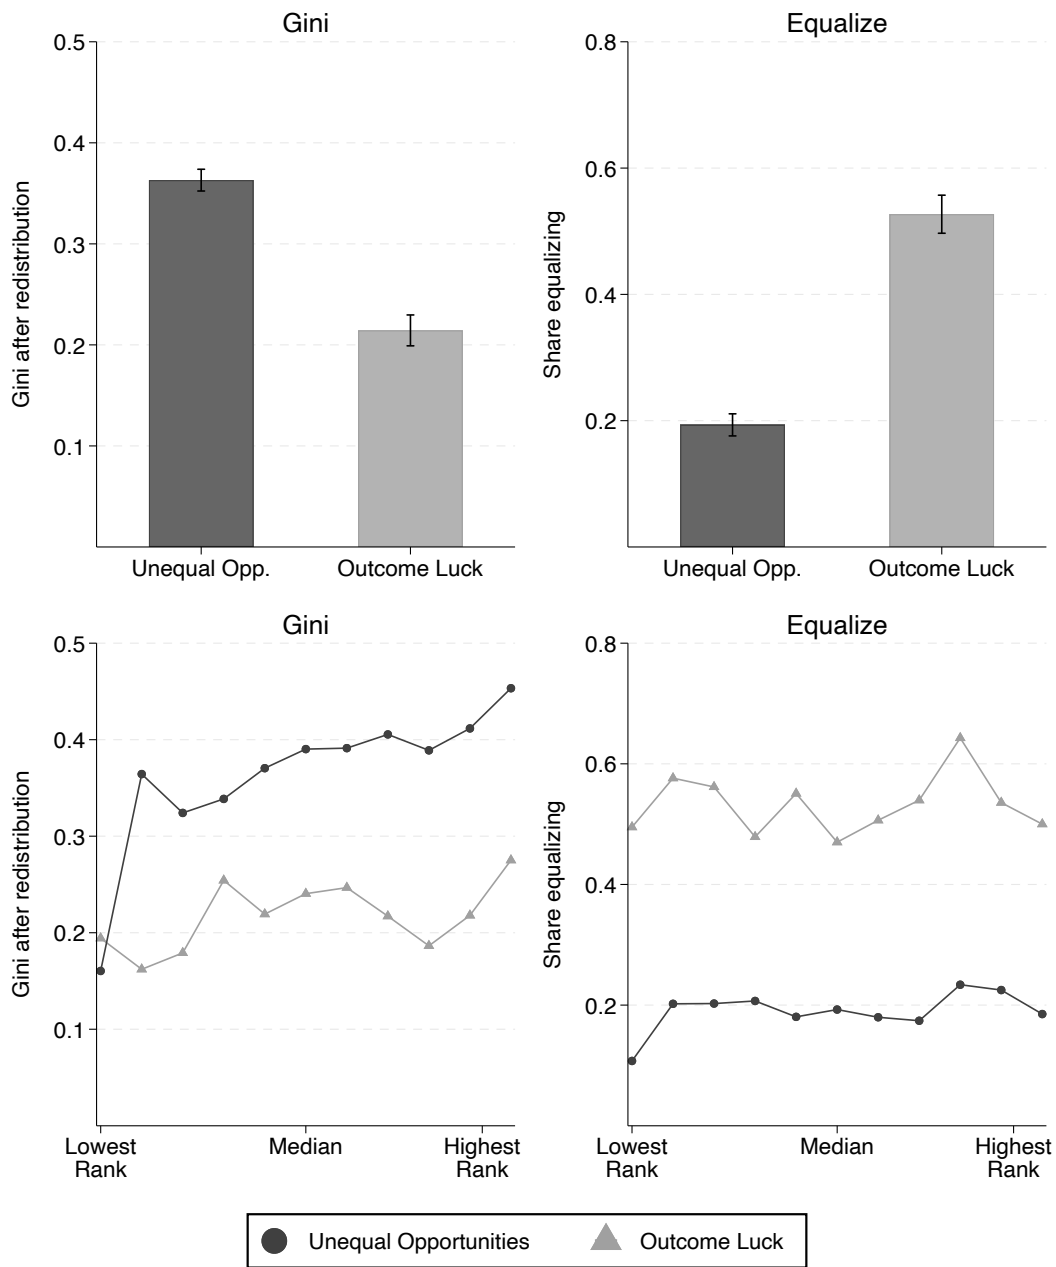 Gini
Gini after redistribution
0.5
0.4
0.3
0.2
0.1
Unequal Opp.
Outcome Luck
Equalize
Share equalizing
0.8
0.6
0.4
0.2
Unequal Opp.
Outcome Luck
Gini
Gini after redistribution
0.5
0.4
0.3
0.2
0.1
Lowest
Rank
Median
Highest
Rank
Equalize
Share equalizing
0.8
0.6
0.4
0.2
Lowest
Rank
Median
Highest
Rank
Unequal Opportunities
Outcome Luck